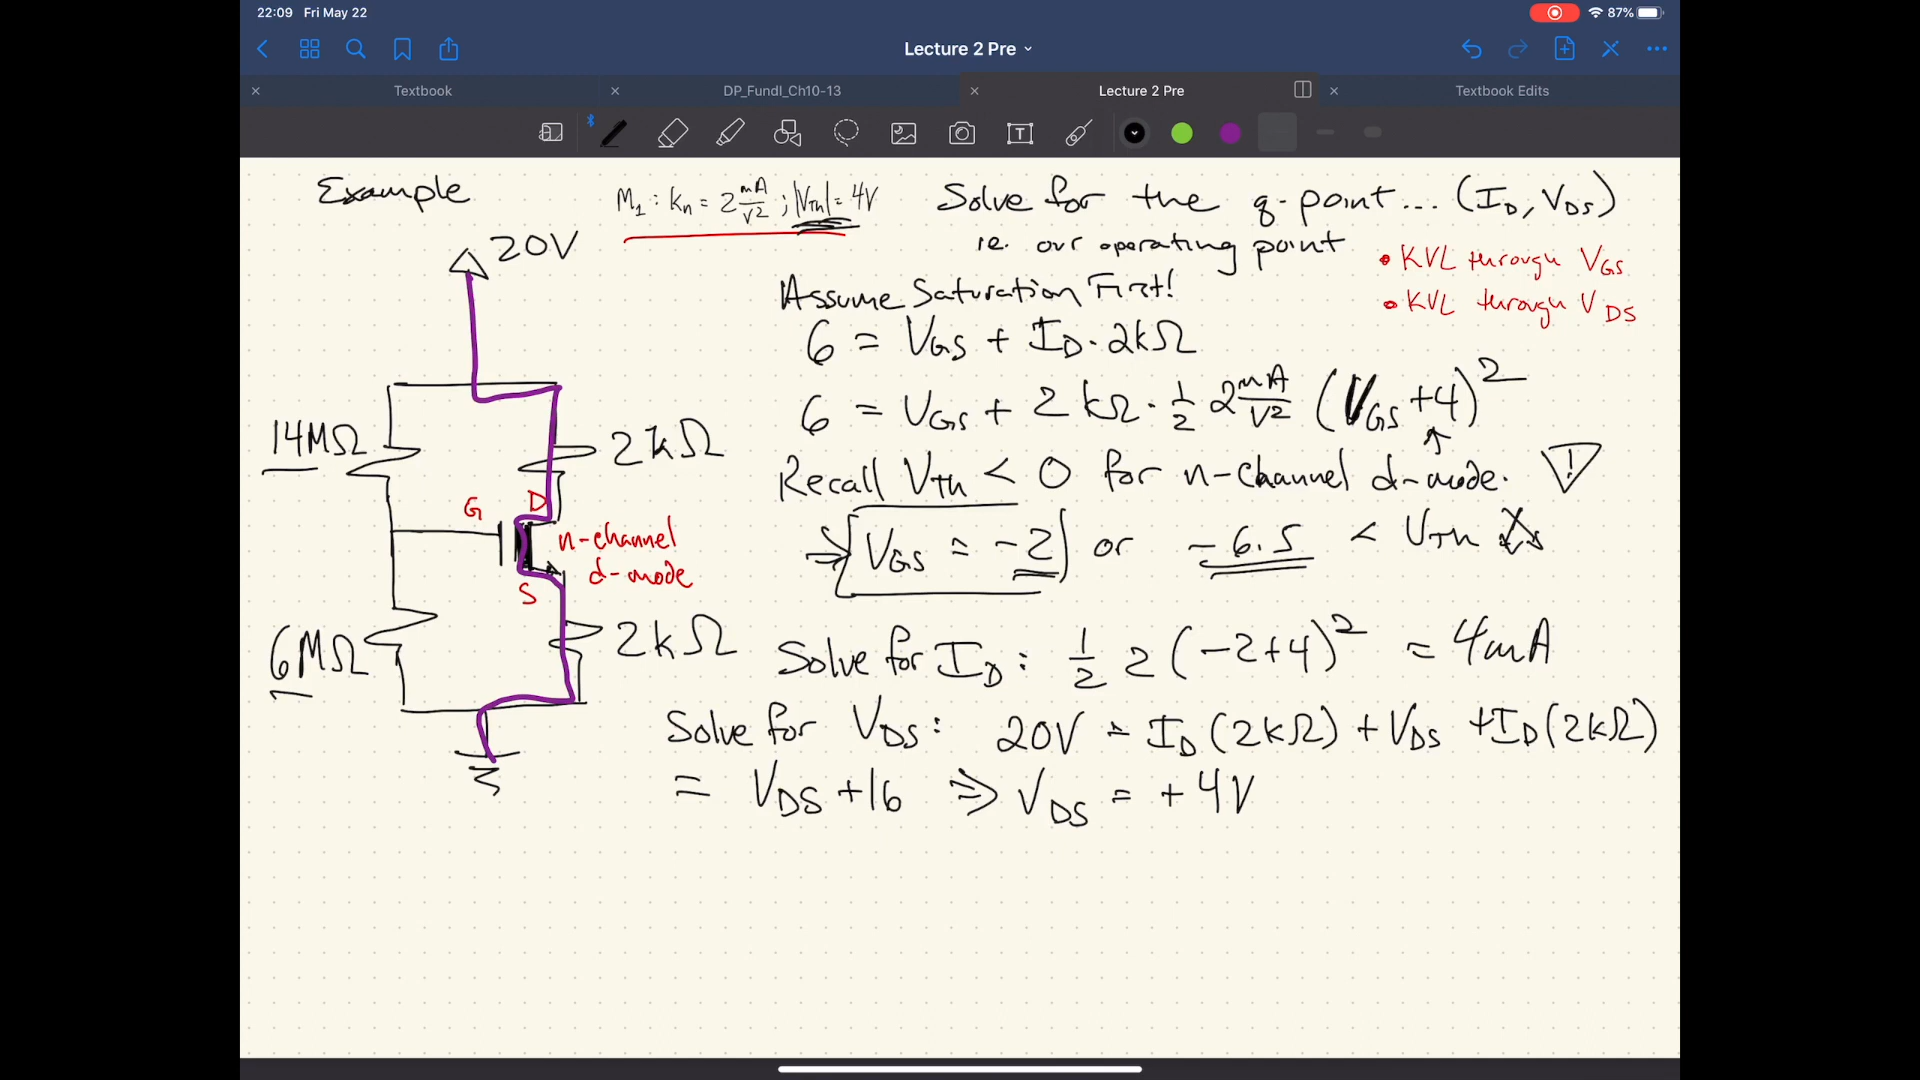 22:09 Fri May 22
87%
Lecture 2 Pre
Textbook
DP_FundI_Ch10-13
Lecture 2 Pre
Textbook Edits
Example
M₁ : kn = 2 mA/V² ; |VTh| = 4V
Solve for the q-point... (ID, VDS)
i.e. our operating point
• KVL through VGS
• KVL through VDS
20V
Assume Saturation First!
6 = VGS + ID · 2kΩ
6 = VGS + 2 kΩ · 1/2 2 mA/V² (VGS +4)²
14MΩ
2kΩ
Recall VTh < 0 for n-channel d-mode. !
G
D
n-channel
d-mode
S
⇒ VGS = -2 or -6.5 < VTh
6MΩ
2kΩ
Solve for ID : 1/2 2 (-2+4)² = 4mA
Solve for VDS : 20V = ID (2kΩ) + VDS + ID (2kΩ)
= VDS +16 ⇒ VDS = +4V